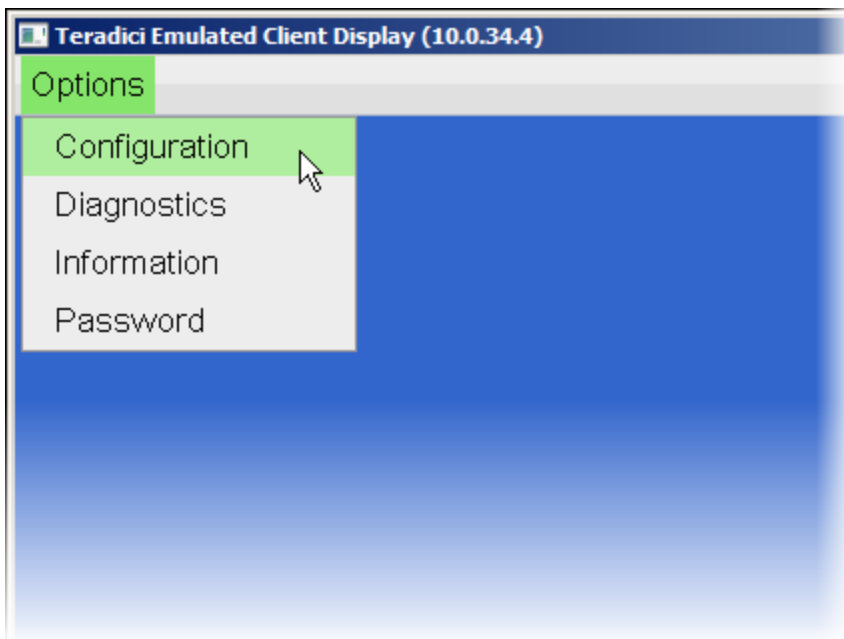 Teradici Emulated Client Display (10.0.34.4)
Options
Configuration
Diagnostics
Information
Password